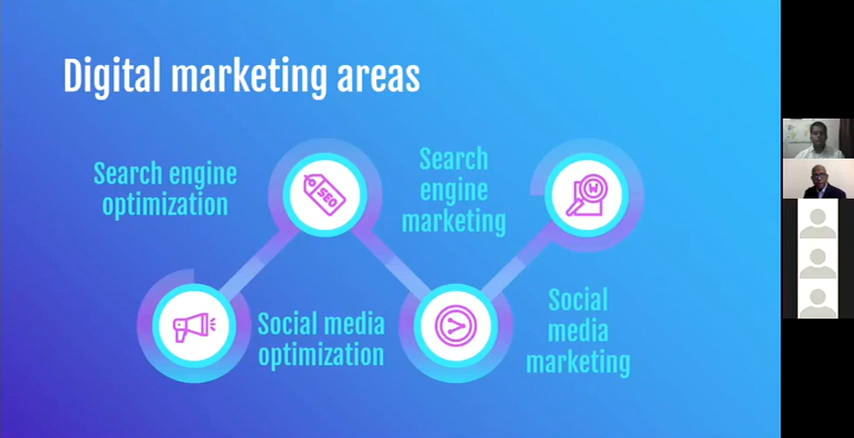 Digital marketing areas
Search engine
optimization
SEO
Search
engine
marketing
W
Social media
optimization
Social
media
marketing